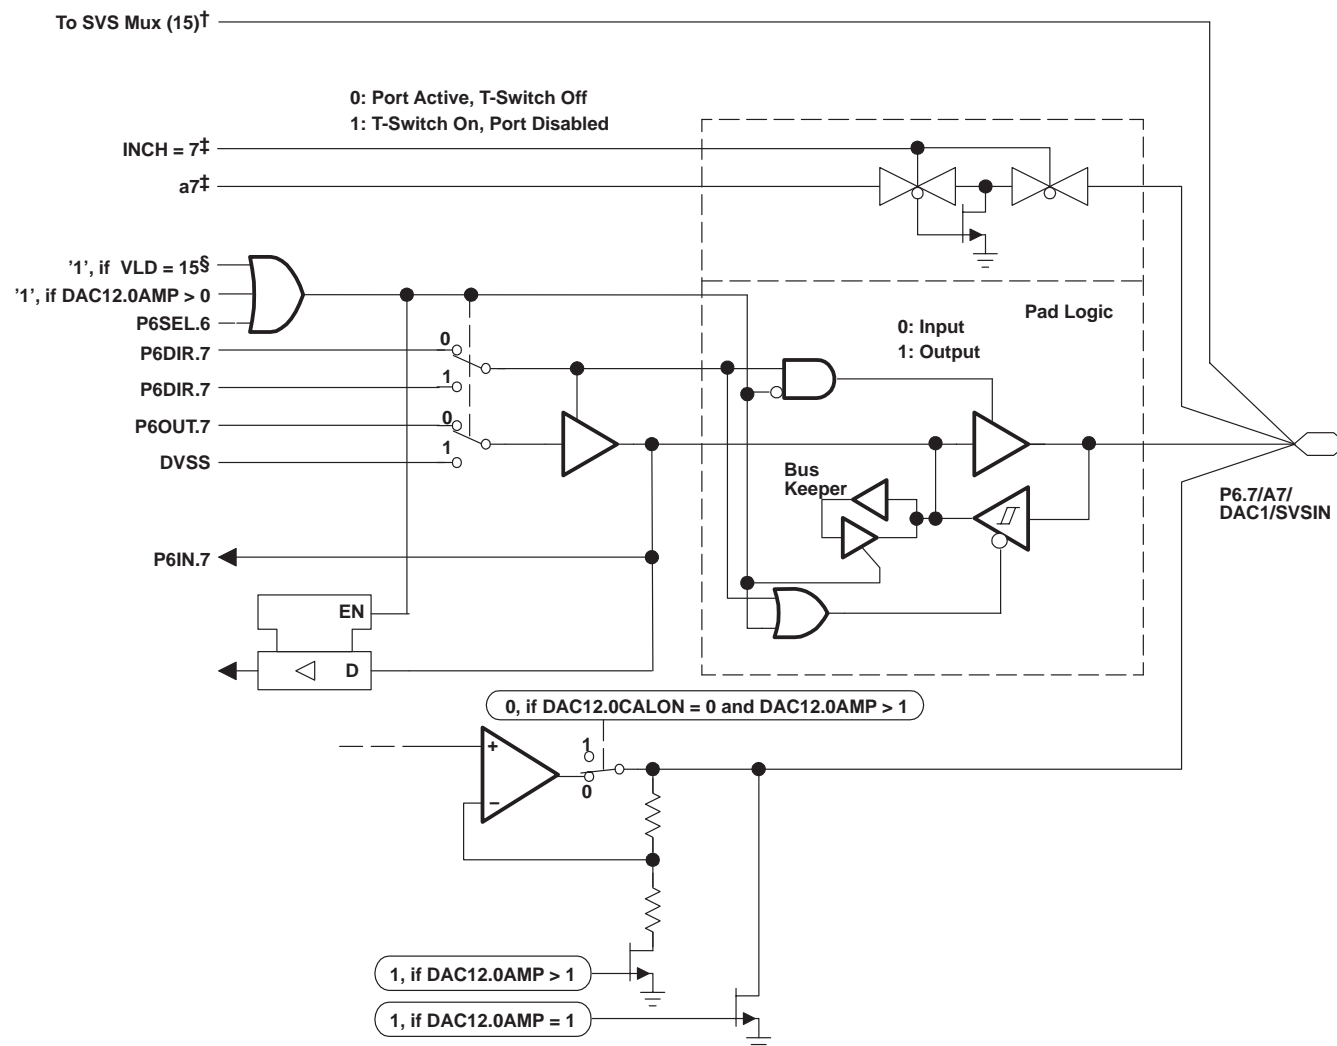 To SVS Mux (15)†
0: Port Active, T-Switch Off
1: T-Switch On, Port Disabled
INCH = 7‡
a7‡
'1', if VLD = 15§
'1', if DAC12.0AMP > 0
P6SEL.6
P6DIR.7
0
P6DIR.7
1
P6OUT.7
0
DVSS
1
Pad Logic
0: Input
1: Output
Bus
Keeper
P6.7/A7/
DAC1/SVSIN
P6IN.7
EN
D
0, if DAC12.0CALON = 0 and DAC12.0AMP > 1
+
−
1
0
1, if DAC12.0AMP > 1
1, if DAC12.0AMP = 1